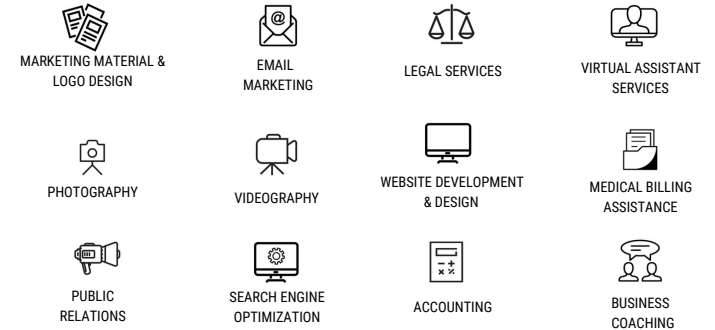 MARKETING MATERIAL &
LOGO DESIGN
EMAIL
MARKETING
LEGAL SERVICES
VIRTUAL ASSISTANT
SERVICES
PHOTOGRAPHY
VIDEOGRAPHY
WEBSITE DEVELOPMENT
& DESIGN
MEDICAL BILLING
ASSISTANCE
PUBLIC
RELATIONS
SEARCH ENGINE
OPTIMIZATION
ACCOUNTING
BUSINESS
COACHING